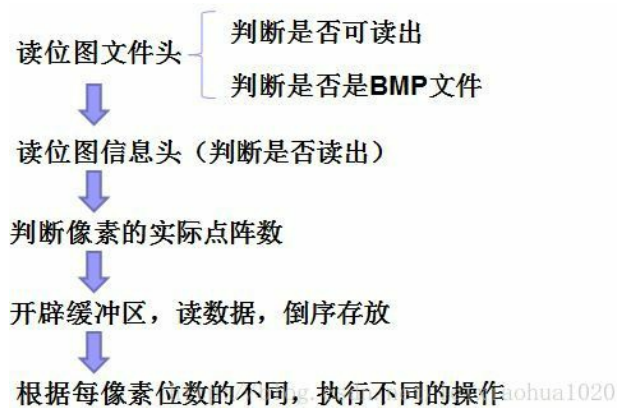 判断是否可读出
读位图文件头
判断是否是BMP文件
读位图信息头（判断是否读出）
判断像素的实际点阵数
开辟缓冲区，读数据，倒序存放
根据每像素位数的不同，执行不同的操作
aohua1020